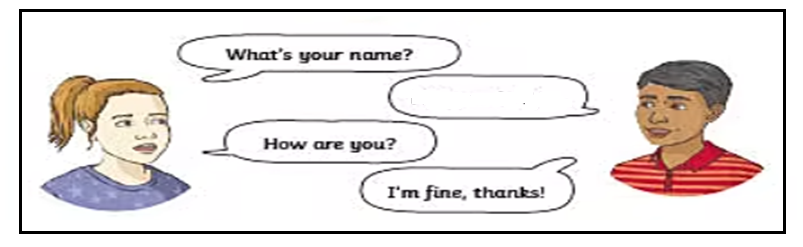 What's your name?
How are you?
I'm fine, thanks!